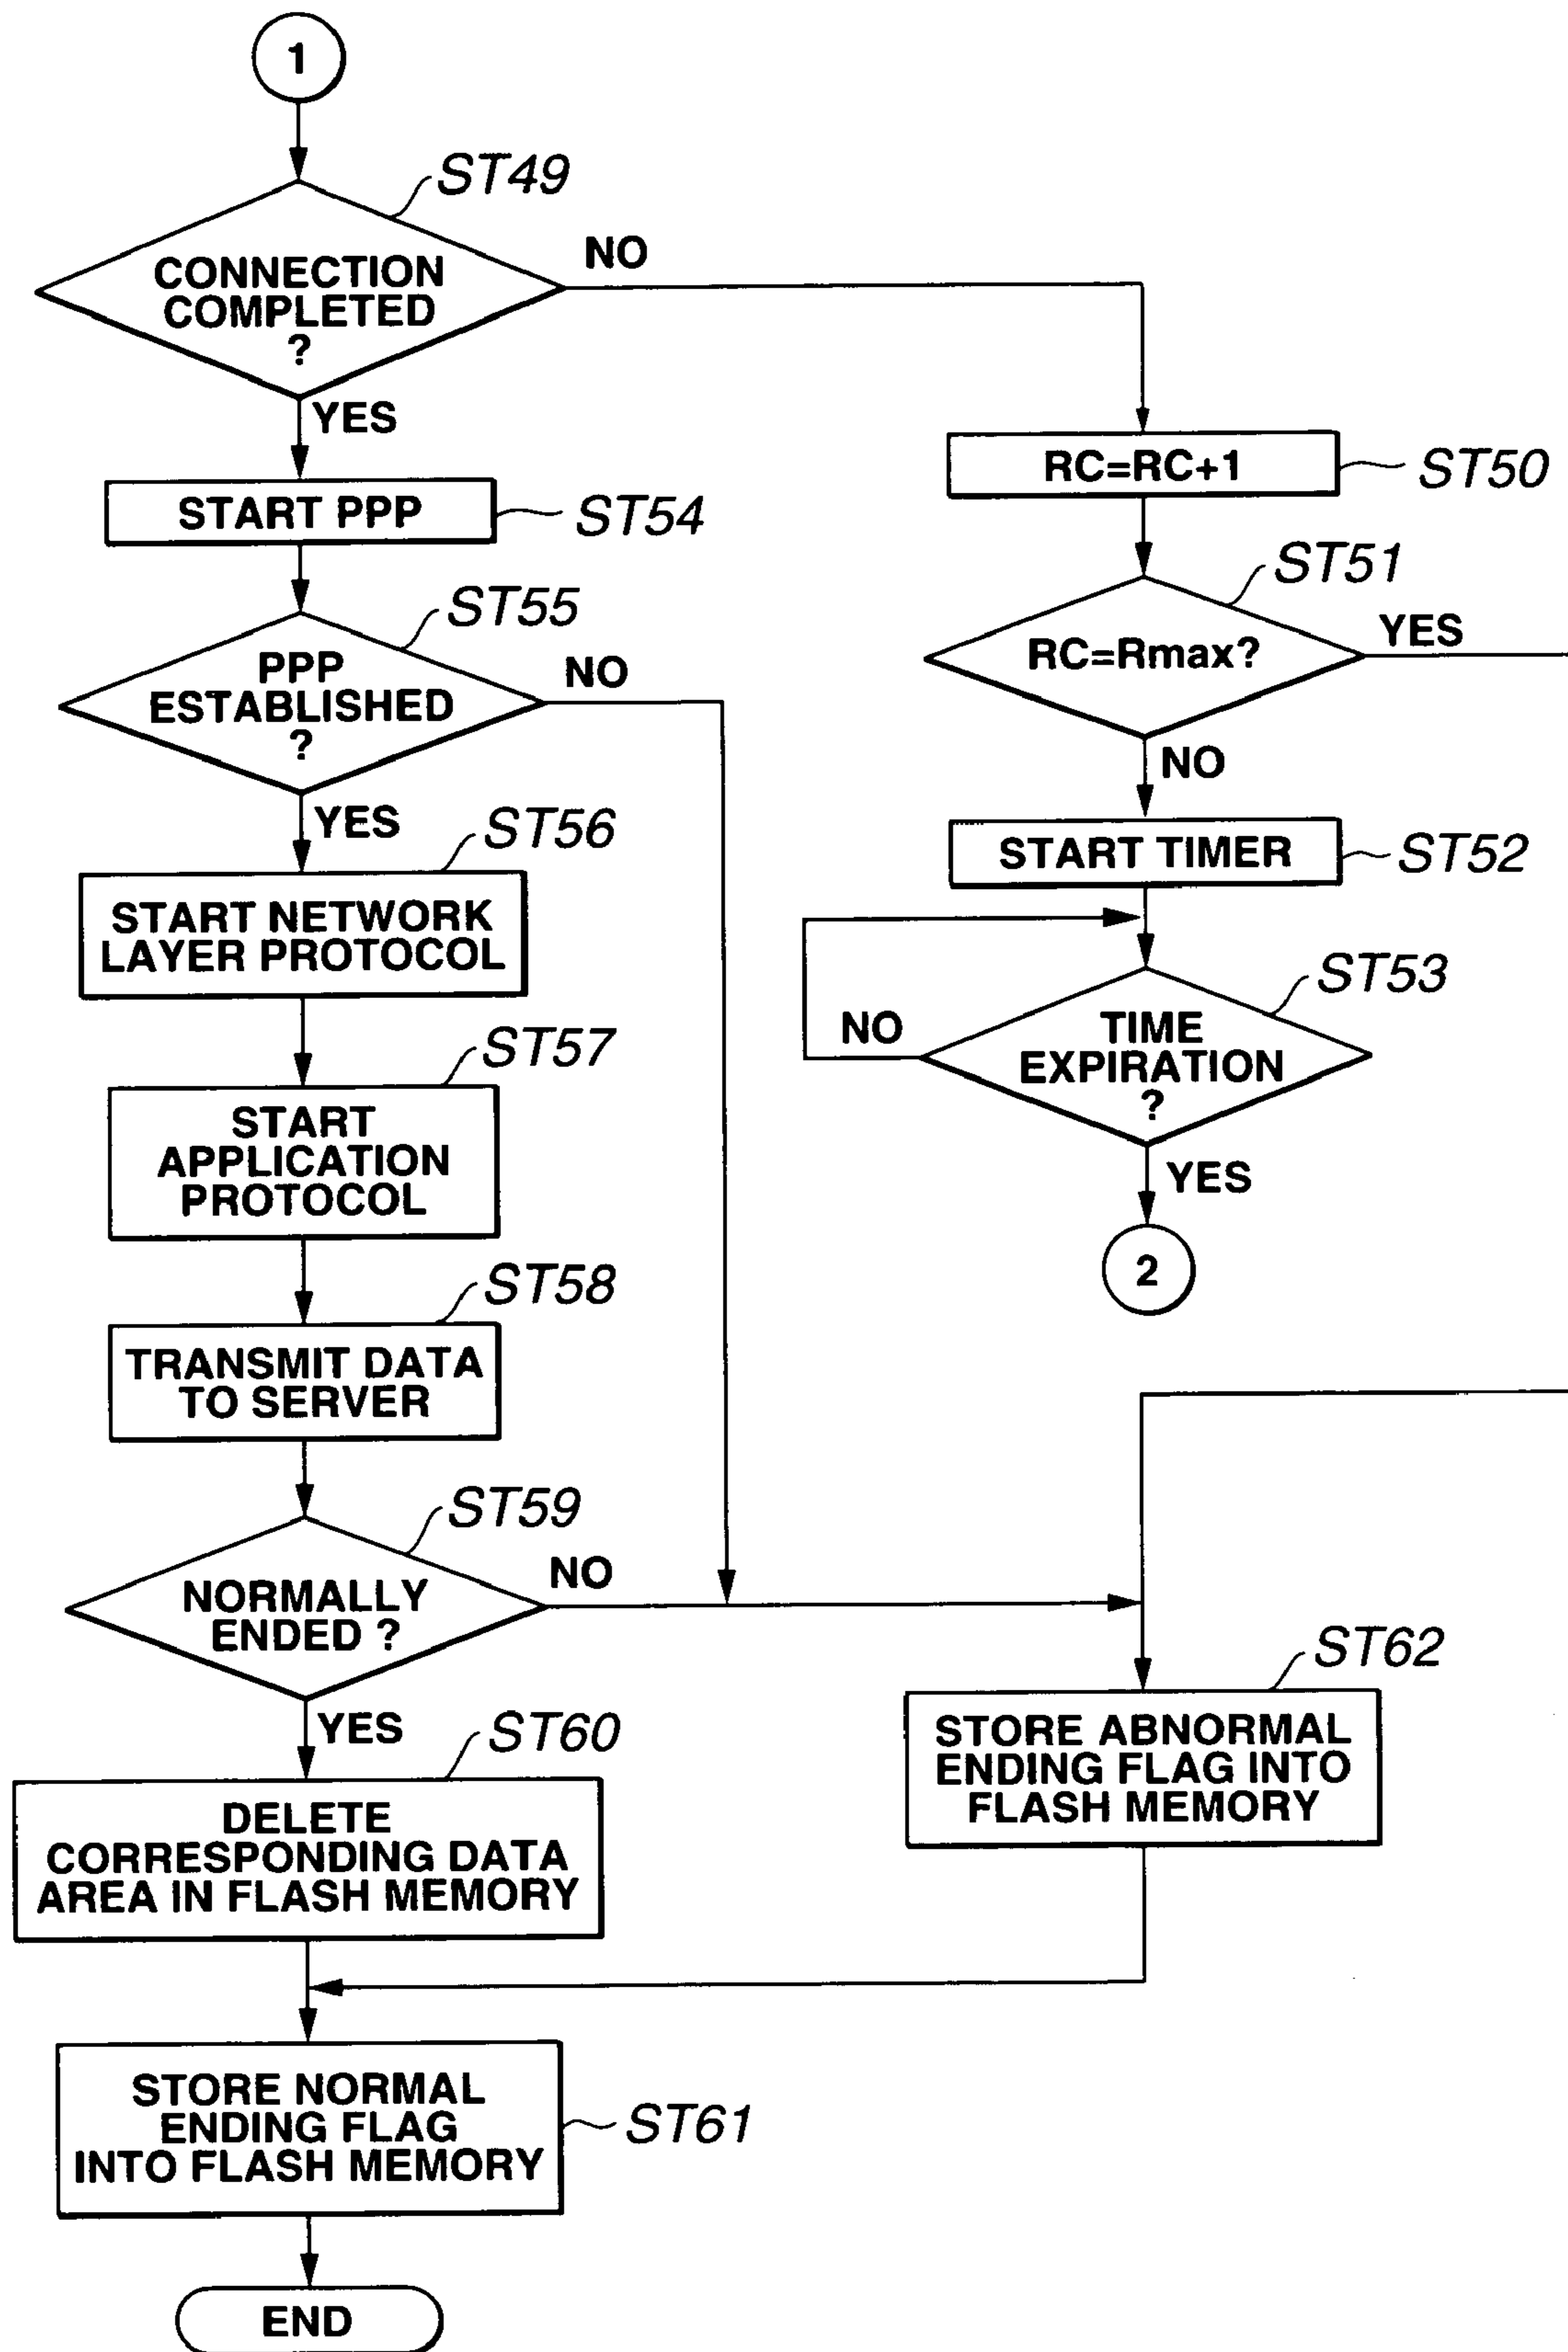 1
ST49
CONNECTION
COMPLETED
?
NO
YES
START PPP
ST54
ST55
PPP
ESTABLISHED
?
NO
YES
ST56
START NETWORK
LAYER PROTOCOL
ST57
START
APPLICATION
PROTOCOL
ST58
TRANSMIT DATA
TO SERVER
ST59
NORMALLY
ENDED ?
NO
YES
ST60
DELETE
CORRESPONDING DATA
AREA IN FLASH MEMORY
STORE NORMAL
ENDING FLAG
INTO FLASH MEMORY
ST61
END
RC=RC+1
ST50
ST51
RC=Rmax?
YES
NO
START TIMER
ST52
ST53
TIME
EXPIRATION
?
NO
YES
2
ST62
STORE ABNORMAL
ENDING FLAG INTO
FLASH MEMORY